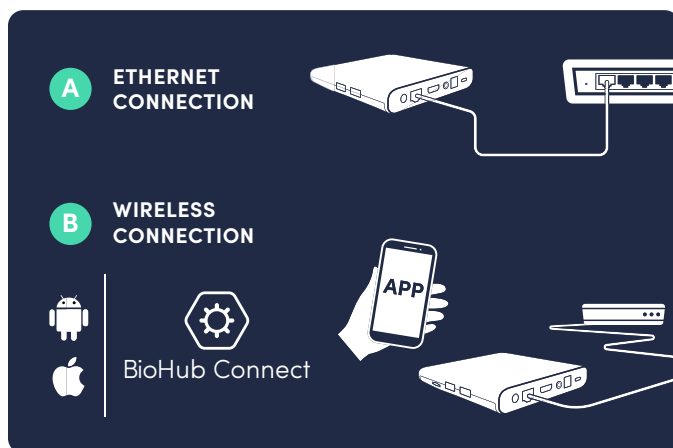 A
ETHERNET
CONNECTION
B
WIRELESS
CONNECTION
APP
BioHub Connect